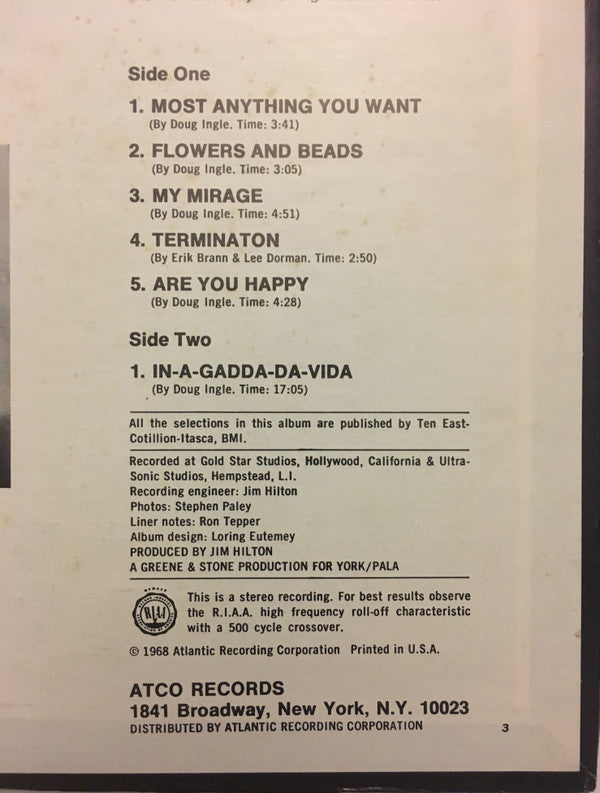 Side One
1. MOST ANYTHING YOU WANT
(By Doug Ingle. Time: 3:41)
2. FLOWERS AND BEADS
(By Doug Ingle. Time: 3:05)
3. MY MIRAGE
(By Doug Ingle. Time: 4:51)
4. TERMINATON
(By Erik Brann & Lee Dorman. Time: 2:50)
5. ARE YOU HAPPY
(By Doug Ingle. Time: 4:28)
Side Two
1. IN-A-GADDA-DA-VIDA
(By Doug Ingle. Time: 17:05)
All the selections in this album are published by Ten East-
Cotillion-Itasca, BMI.
Recorded at Gold Star Studios, Hollywood, California & Ultra-
Sonic Studios, Hempstead, L.I.
Recording engineer: Jim Hilton
Photos: Stephen Paley
Liner notes: Ron Tepper
Album design: Loring Eutemey
PRODUCED BY JIM HILTON
A GREENE & STONE PRODUCTION FOR YORK/PALA
This is a stereo recording. For best results observe
the R.I.A.A. high frequency roll-off characteristic
with a 500 cycle crossover.
© 1968 Atlantic Recording Corporation Printed in U.S.A.
ATCO RECORDS
1841 Broadway, New York, N.Y. 10023
DISTRIBUTED BY ATLANTIC RECORDING CORPORATION 3